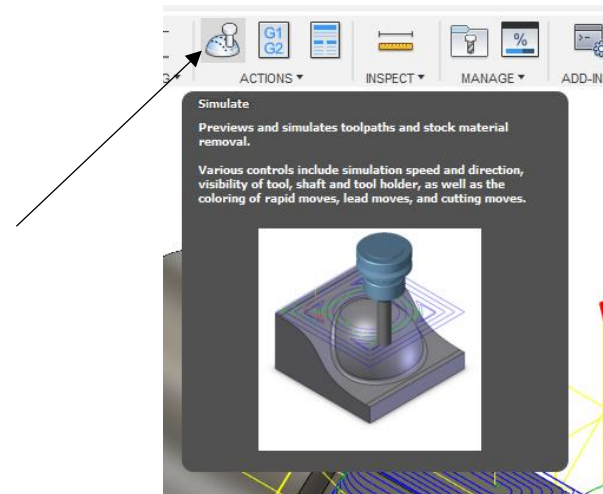 G1
G2
%
G ▾
ACTIONS ▾
INSPECT ▾
MANAGE ▾
ADD-IN
Simulate
Previews and simulates toolpaths and stock material
removal.
Various controls include simulation speed and direction,
visibility of tool, shaft and tool holder, as well as the
coloring of rapid moves, lead moves, and cutting moves.